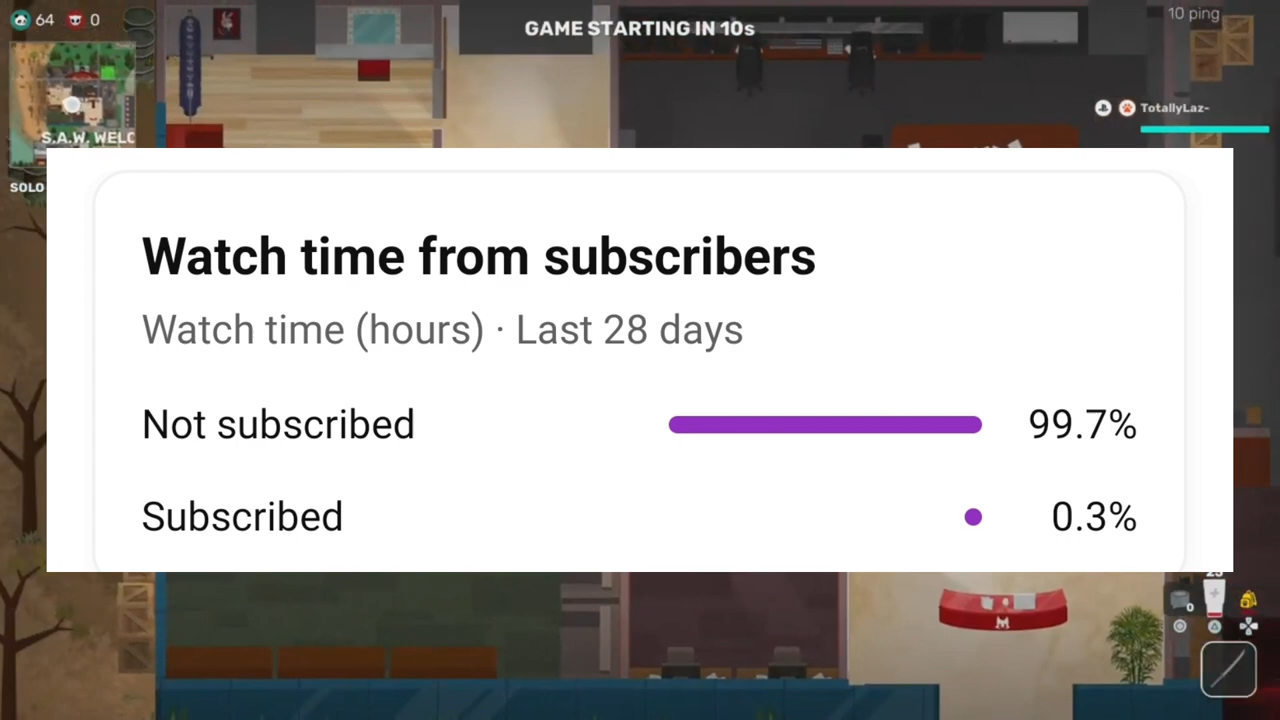 64 0
GAME STARTING IN 10s
10 ping
TotallyLaz-
S.A.W. WELC
SOLO
Watch time from subscribers
Watch time (hours) · Last 28 days
Not subscribed 99.7%
Subscribed 0.3%
0
M